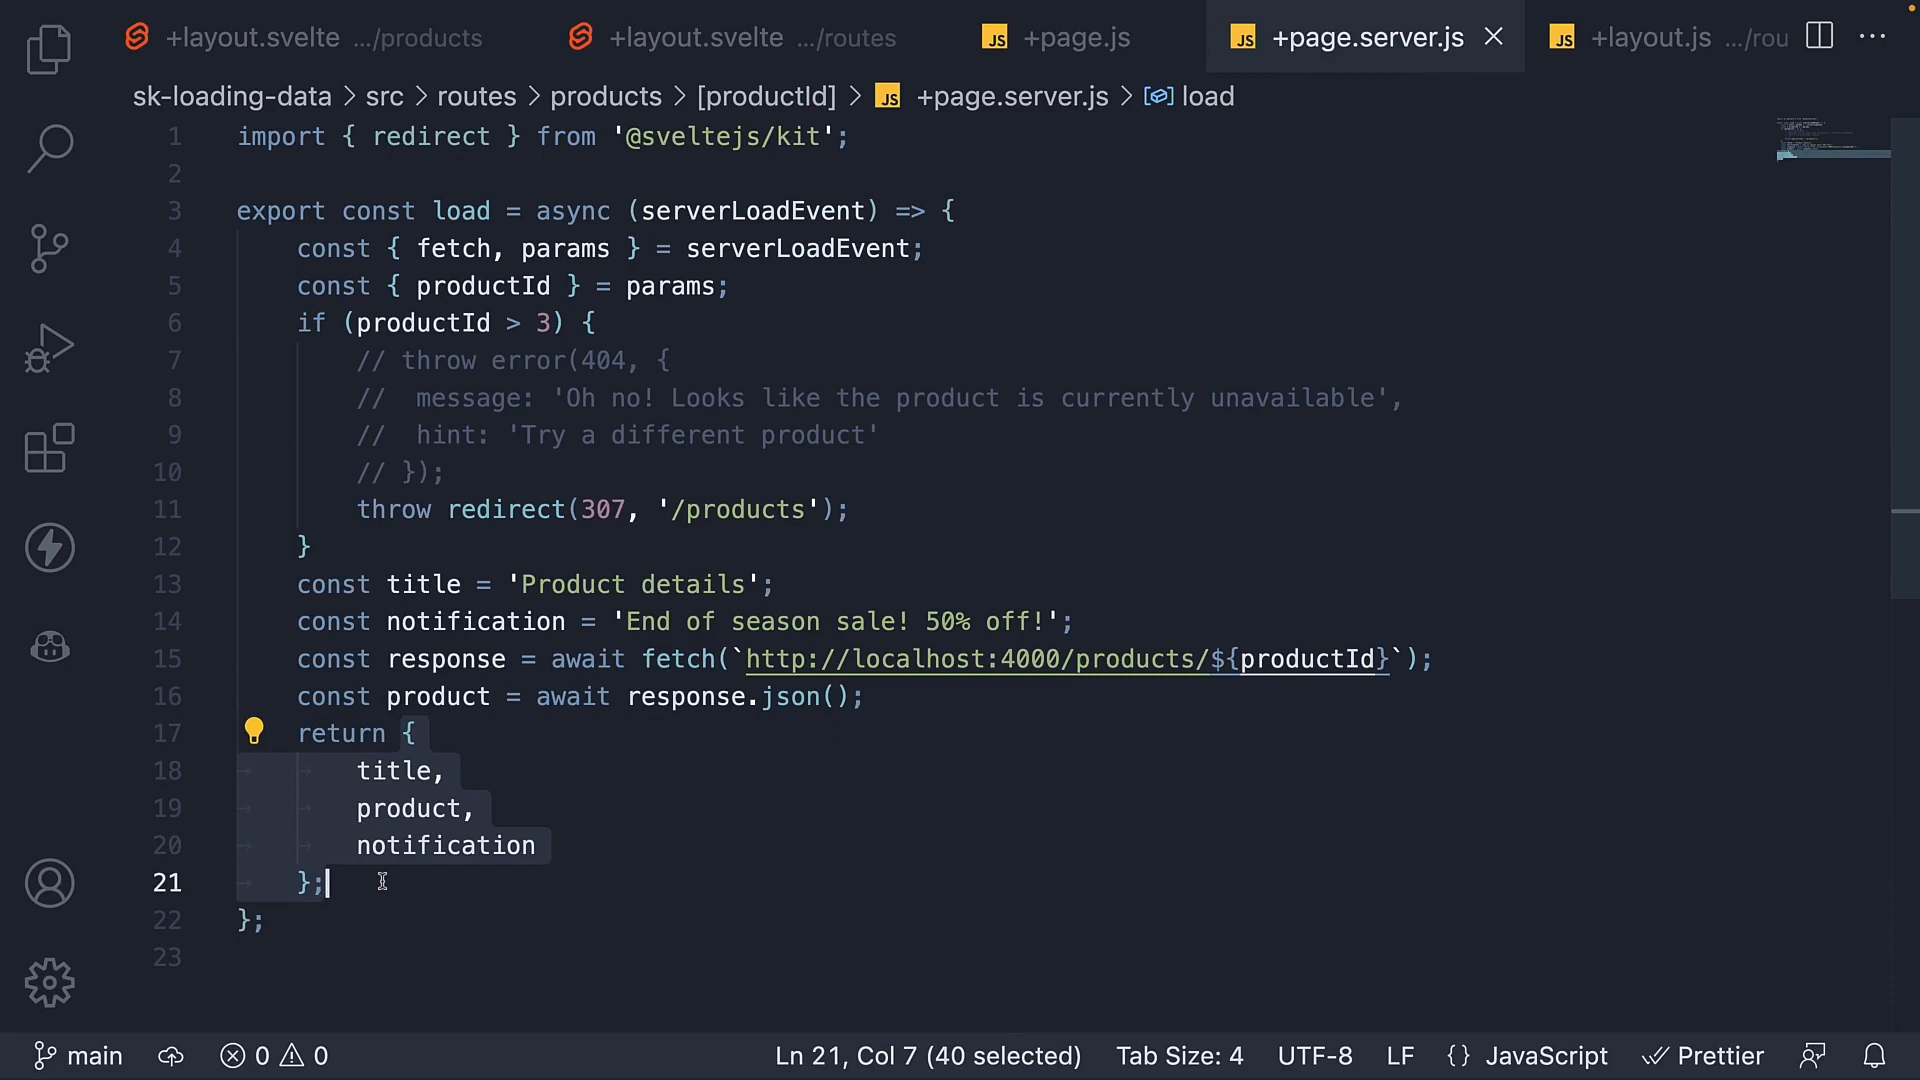 +layout.svelte .../products +layout.svelte .../routes JS +page.js JS +page.server.js JS +layout.js .../rou
sk-loading-data > src > routes > products > [productId] > JS +page.server.js > load
1 import { redirect } from '@sveltejs/kit';
2
3 export const load = async (serverLoadEvent) => {
4 const { fetch, params } = serverLoadEvent;
5 const { productId } = params;
6 if (productId > 3) {
7 // throw error(404, {
8 //  message: 'Oh no! Looks like the product is currently unavailable',
9 //  hint: 'Try a different product'
10 // });
11 throw redirect(307, '/products');
12 }
13 const title = 'Product details';
14 const notification = 'End of season sale! 50% off!';
15 const response = await fetch(`http://localhost:4000/products/${productId}`);
16 const product = await response.json();
17 return {
18 title,
19 product,
20 notification
21 };
22 };
23
main 0 0 Ln 21, Col 7 (40 selected) Tab Size: 4 UTF-8 LF {} JavaScript Prettier